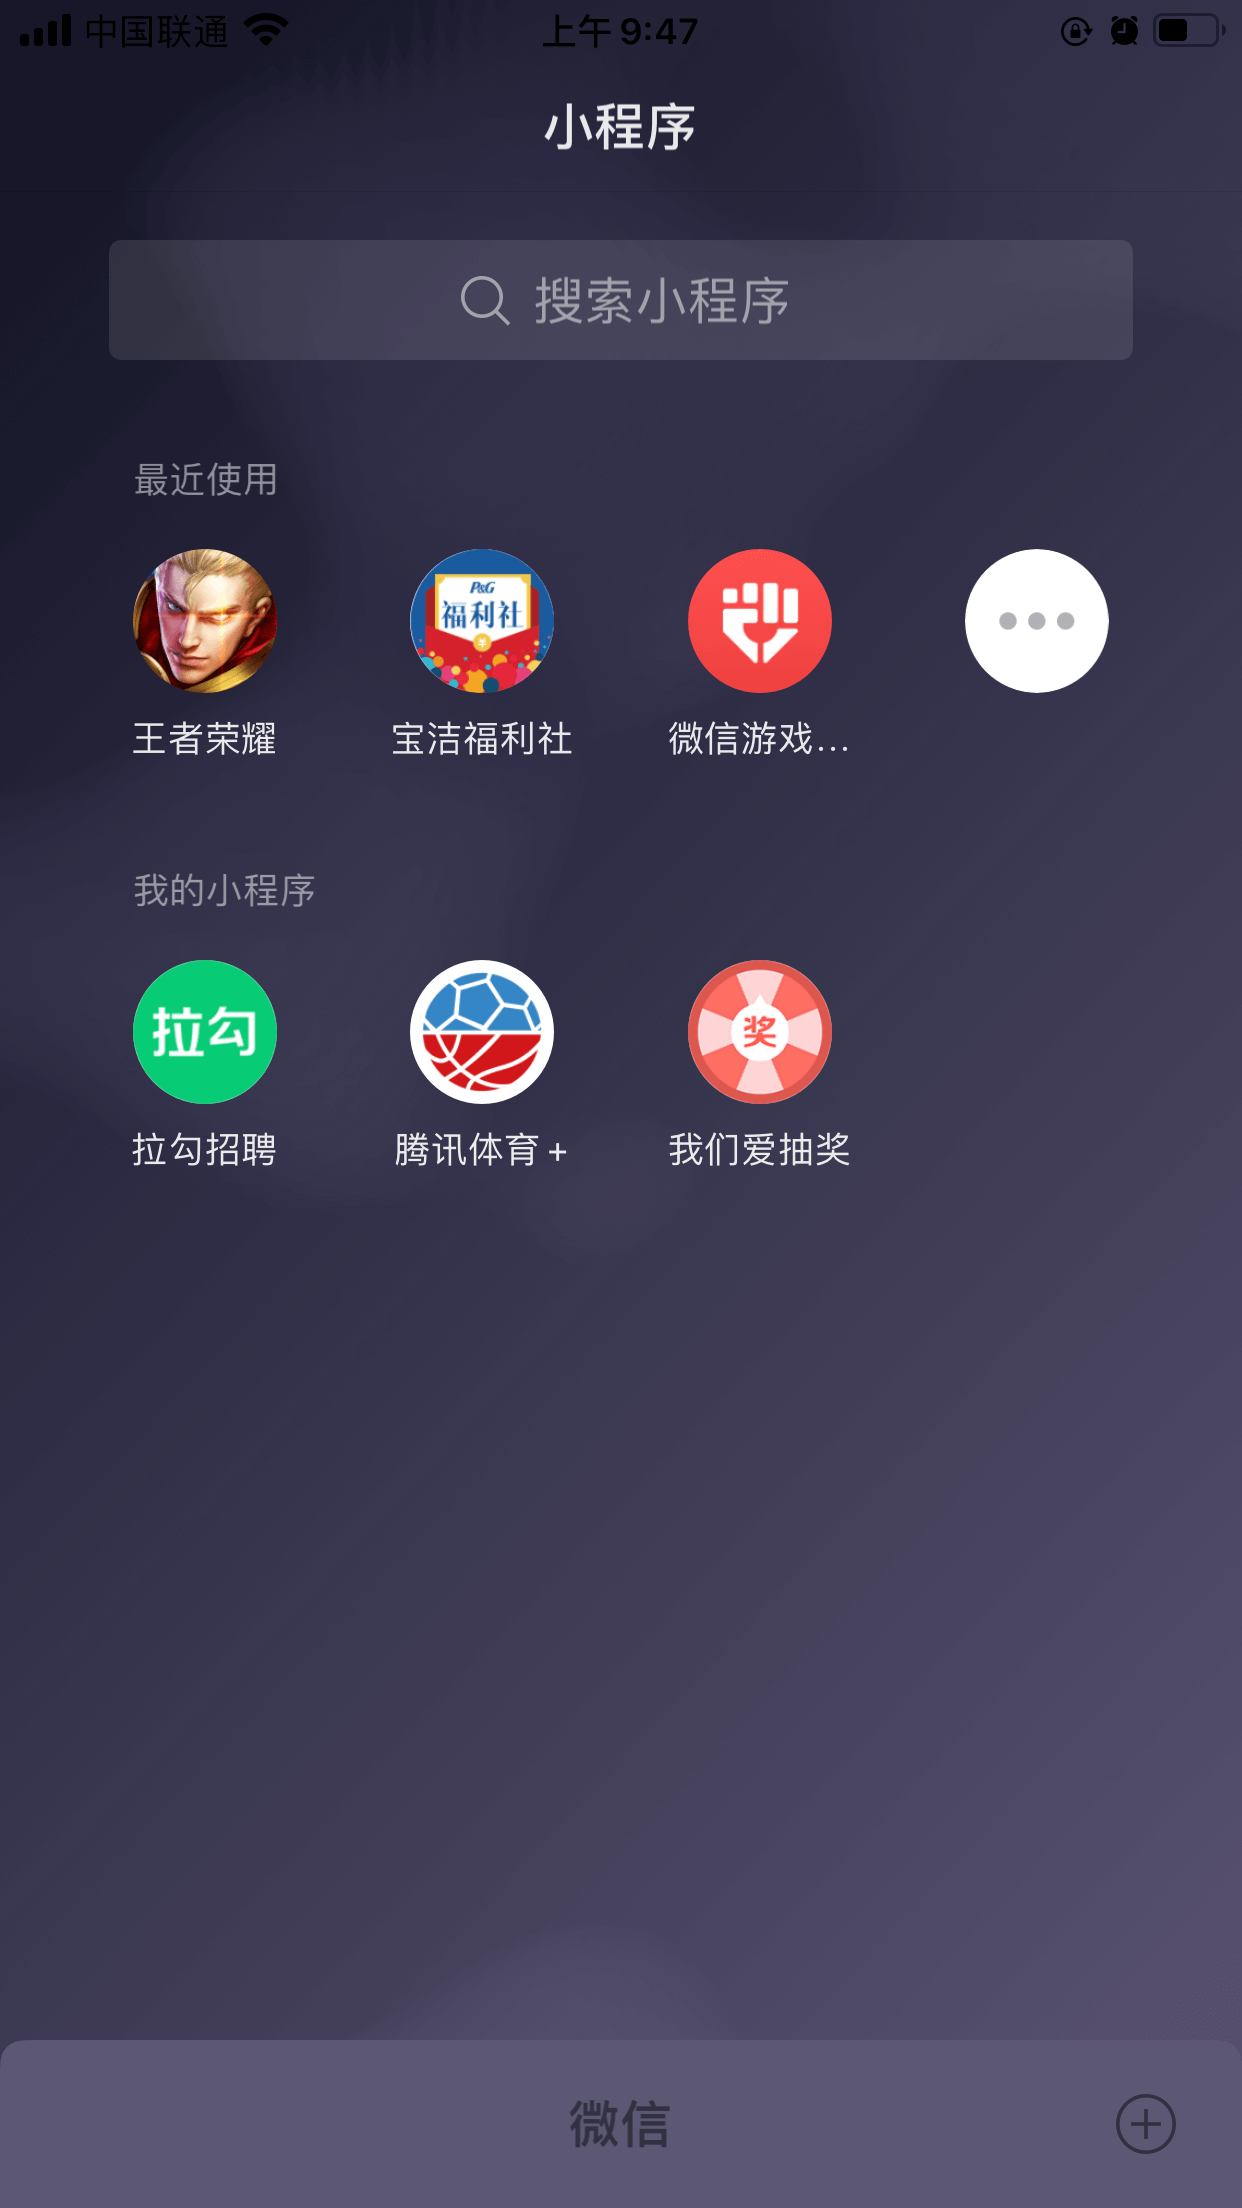 中国联通 上午 9:47
小程序
搜索小程序
最近使用
P&G
福利社
王者荣耀 宝洁福利社 微信游戏...
我的小程序
拉勾 奖
拉勾招聘 腾讯体育+ 我们爱抽奖
微信